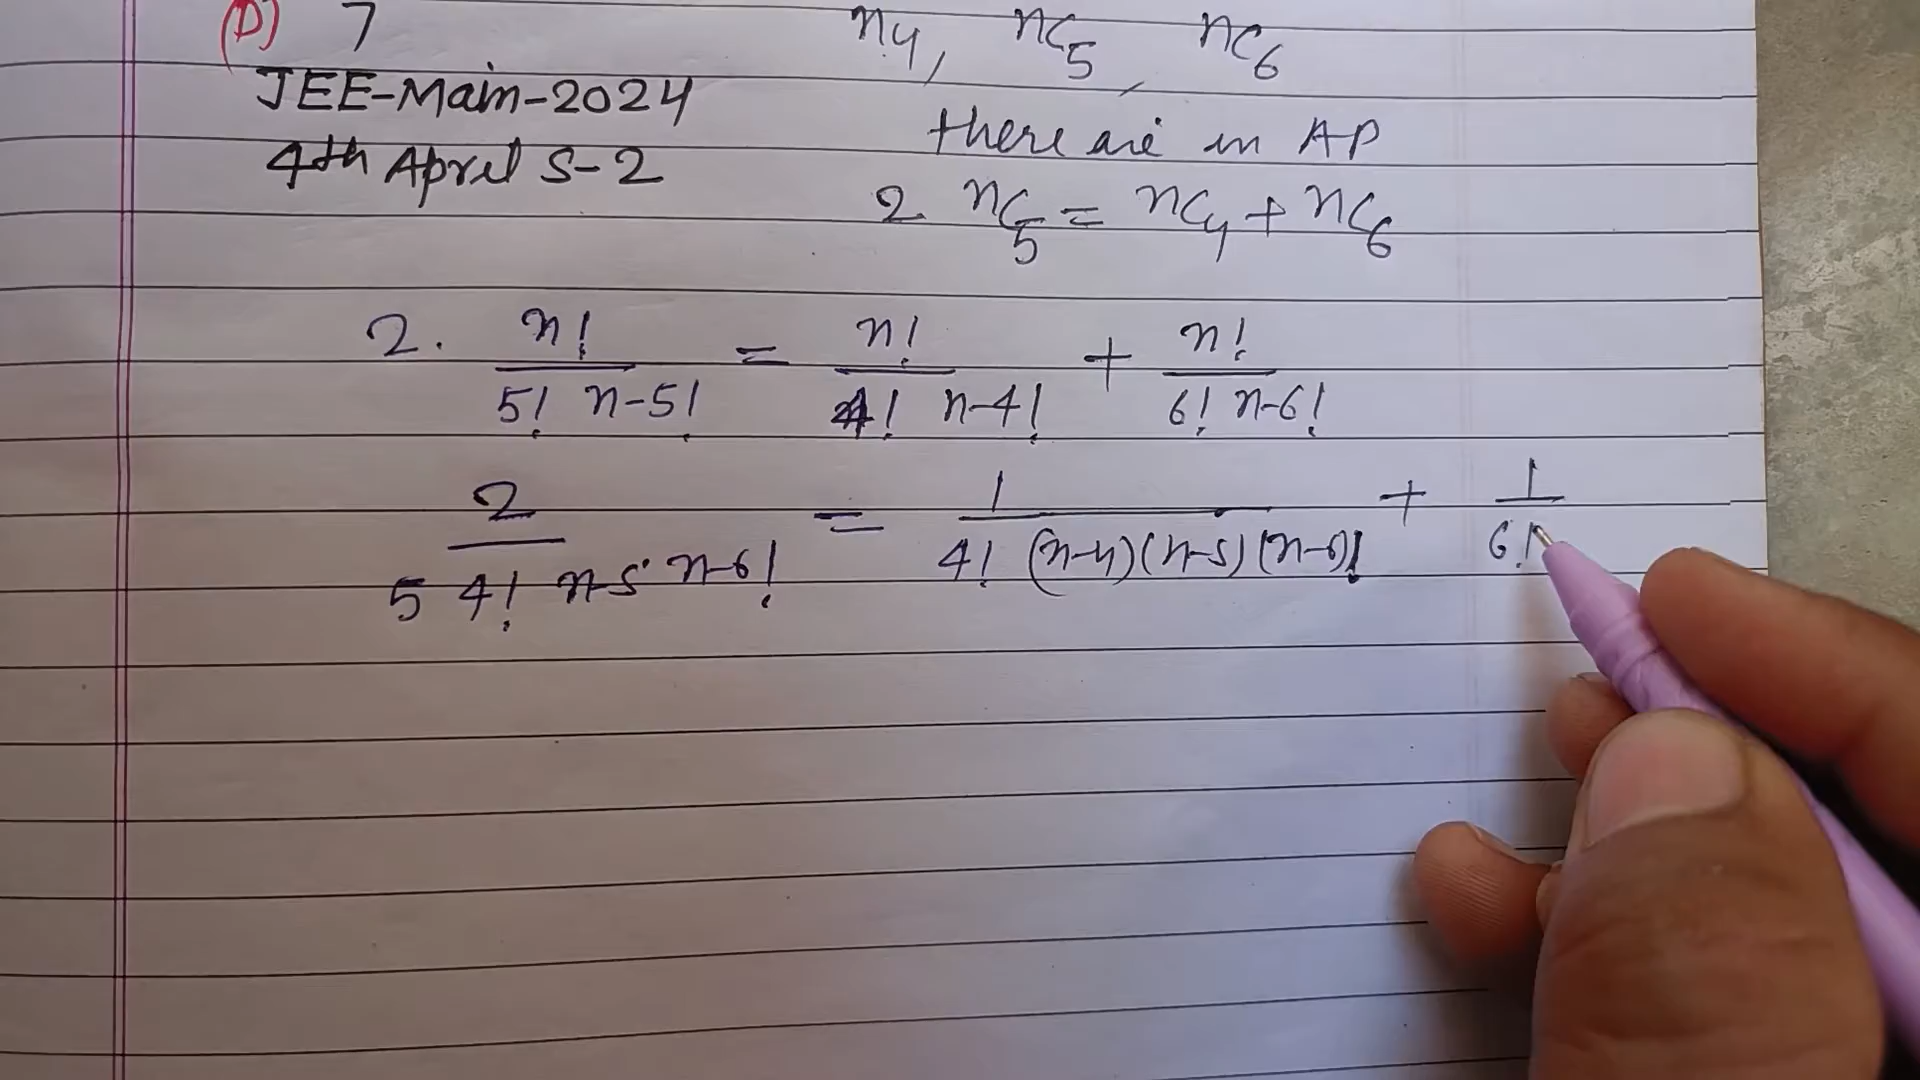 (D) 7
nC4, nC5, nC6
JEE-Main-2024
there are in AP
4th April S-2
2 nC5 = nC4 + nC6
2. n!/5! n-5! = n!/4! n-4! + n!/6! n-6!
2/5 4! n-5 · n-6! = 1/4! (n-4)(n-5)(n-6)! + 1/6!